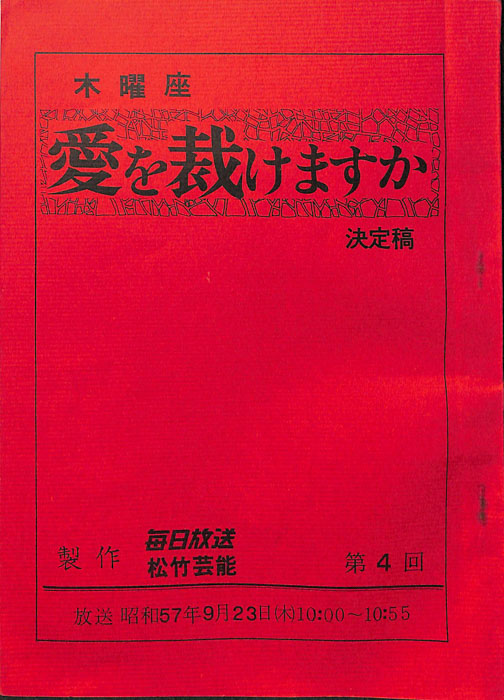 木曜座
愛を裁けますか
決定稿
製作 毎日放送
松竹芸能
第4回
放送 昭和57年9月23日(木)10:00~10:55